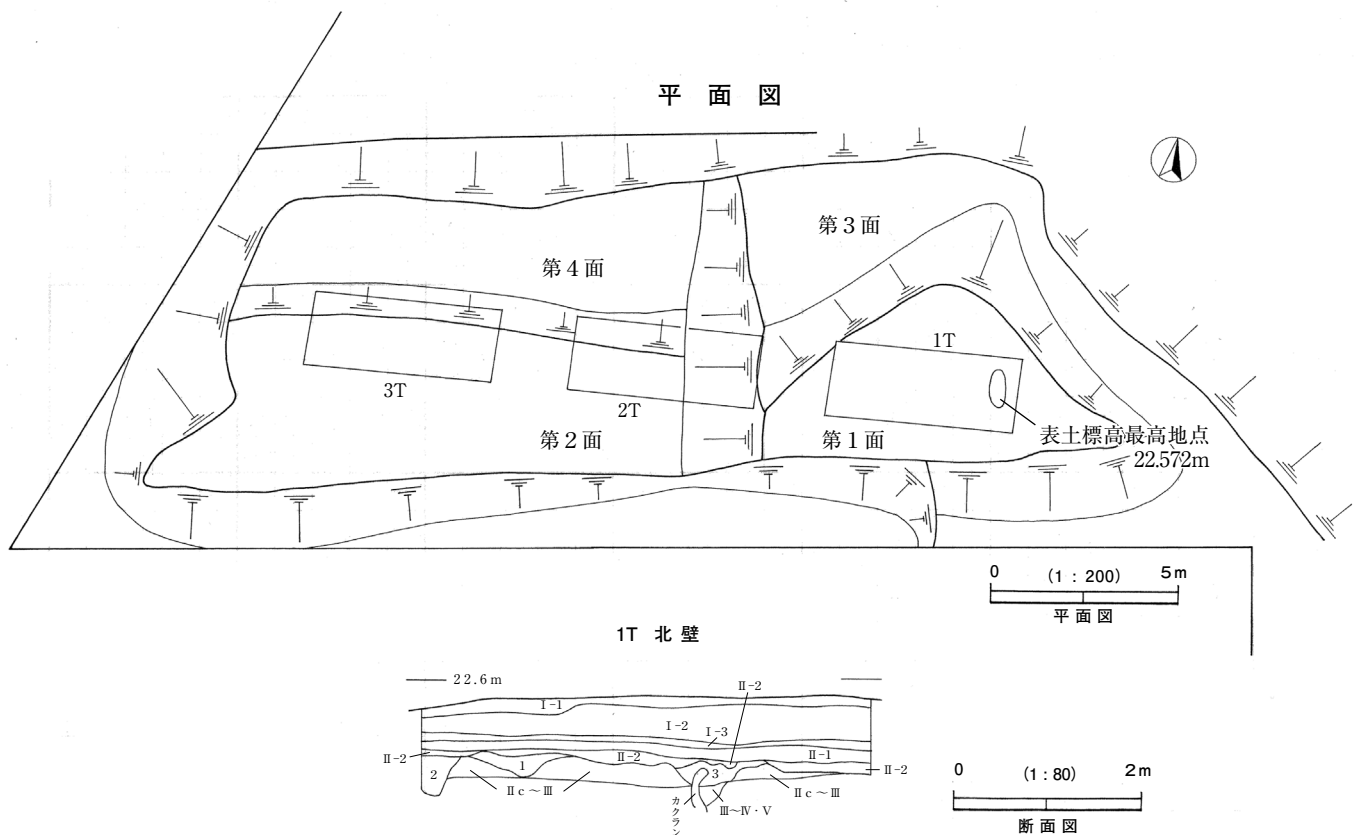 平面図
第3面
第4面
1T
3T
2T
第2面
第1面
表土標高最高地点
22.572m
0 (1:200) 5m
平面図
1T 北壁
22.6m
Ⅱ-2
Ⅰ-1
Ⅰ-2
Ⅰ-3
Ⅱ-2
Ⅱ-2
Ⅱ-1
Ⅱ-2
1
2
3
Ⅱc~Ⅲ
Ⅱc~Ⅲ
Ⅲ~Ⅳ・Ⅴ
カクラン
0 (1:80) 2m
断面図